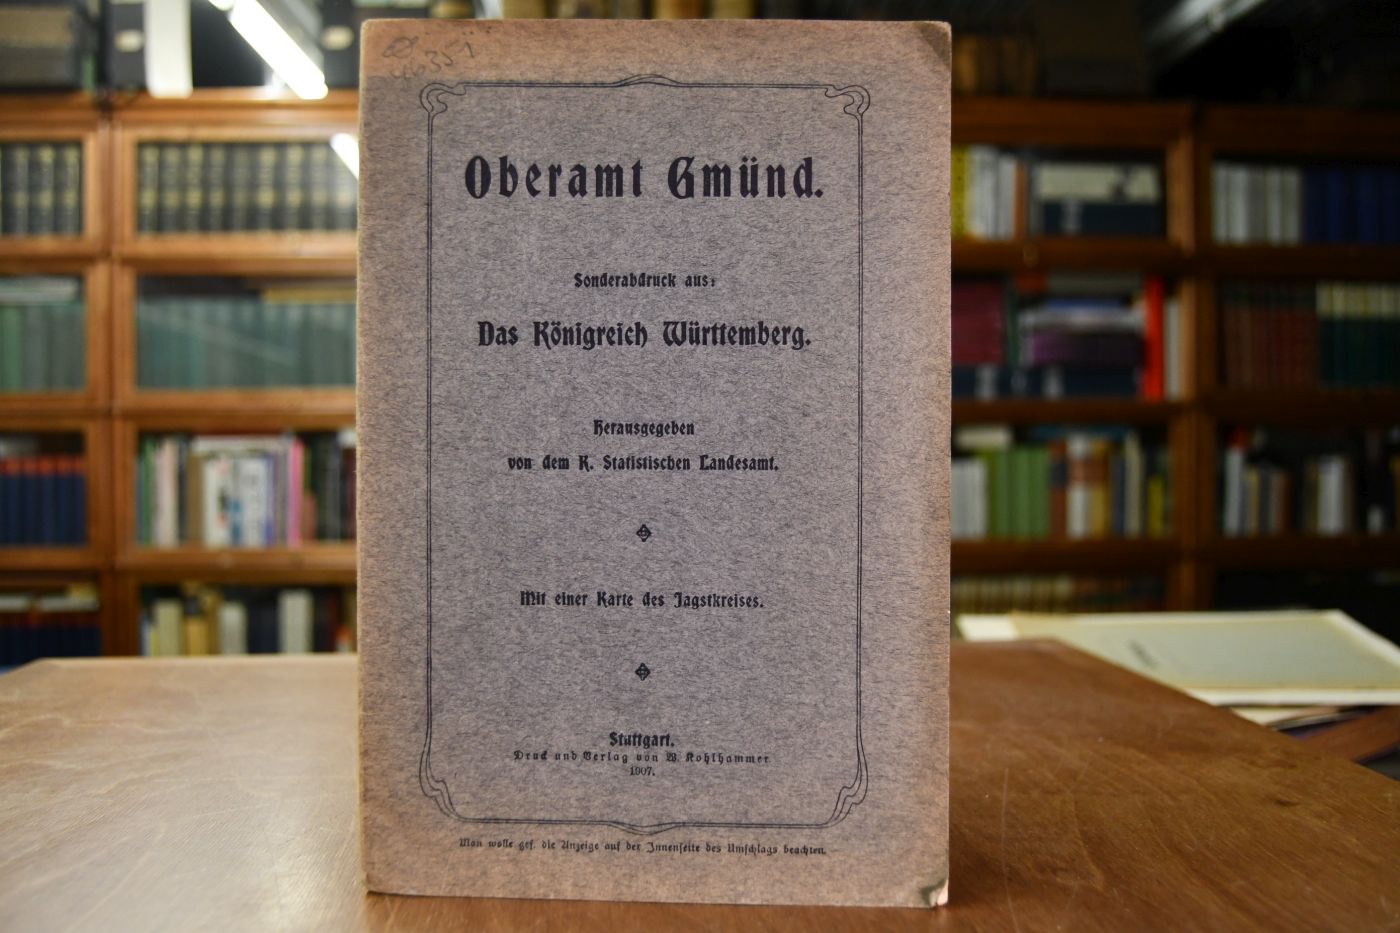 46351
Oberamt Gmünd.
Sonderabdruck aus:
Das Königreich Württemberg.
Herausgegeben
von dem K. Statistischen Landesamt.
Mit einer Karte des Jagstkreises.
Stuttgart.
Druck und Verlag von W. Kohlhammer
1907.
Man wolle gef. die Anzeige auf der Innenseite des Umschlags beachten.